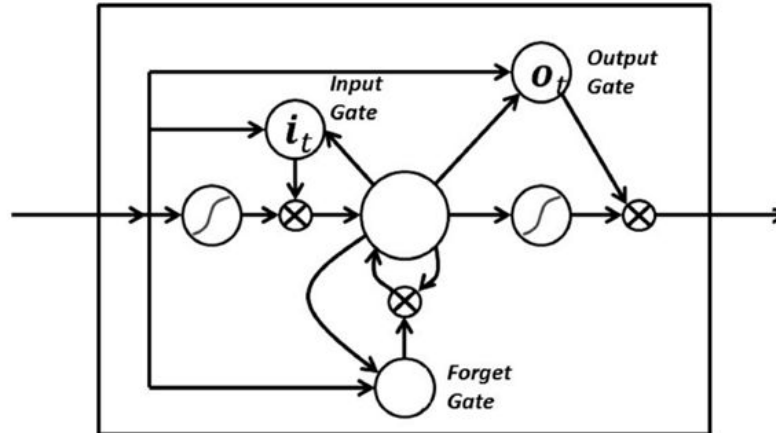 Input
Gate
i_t
o_t
Output
Gate
Forget
Gate